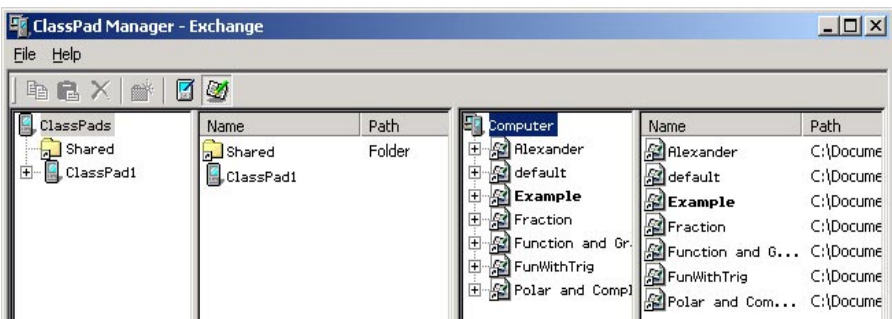 ClassPad Manager - Exchange
File Help
ClassPads
Shared
ClassPad1
Name Path
Shared Folder
ClassPad1
Computer
Alexander
default
Example
Fraction
Function and Gr
FunWithTrig
Polar and Compl
Name Path
Alexander C:\Docume
default C:\Docume
Example C:\Docume
Fraction C:\Docume
Function and G... C:\Docume
FunWithTrig C:\Docume
Polar and Com... C:\Docume